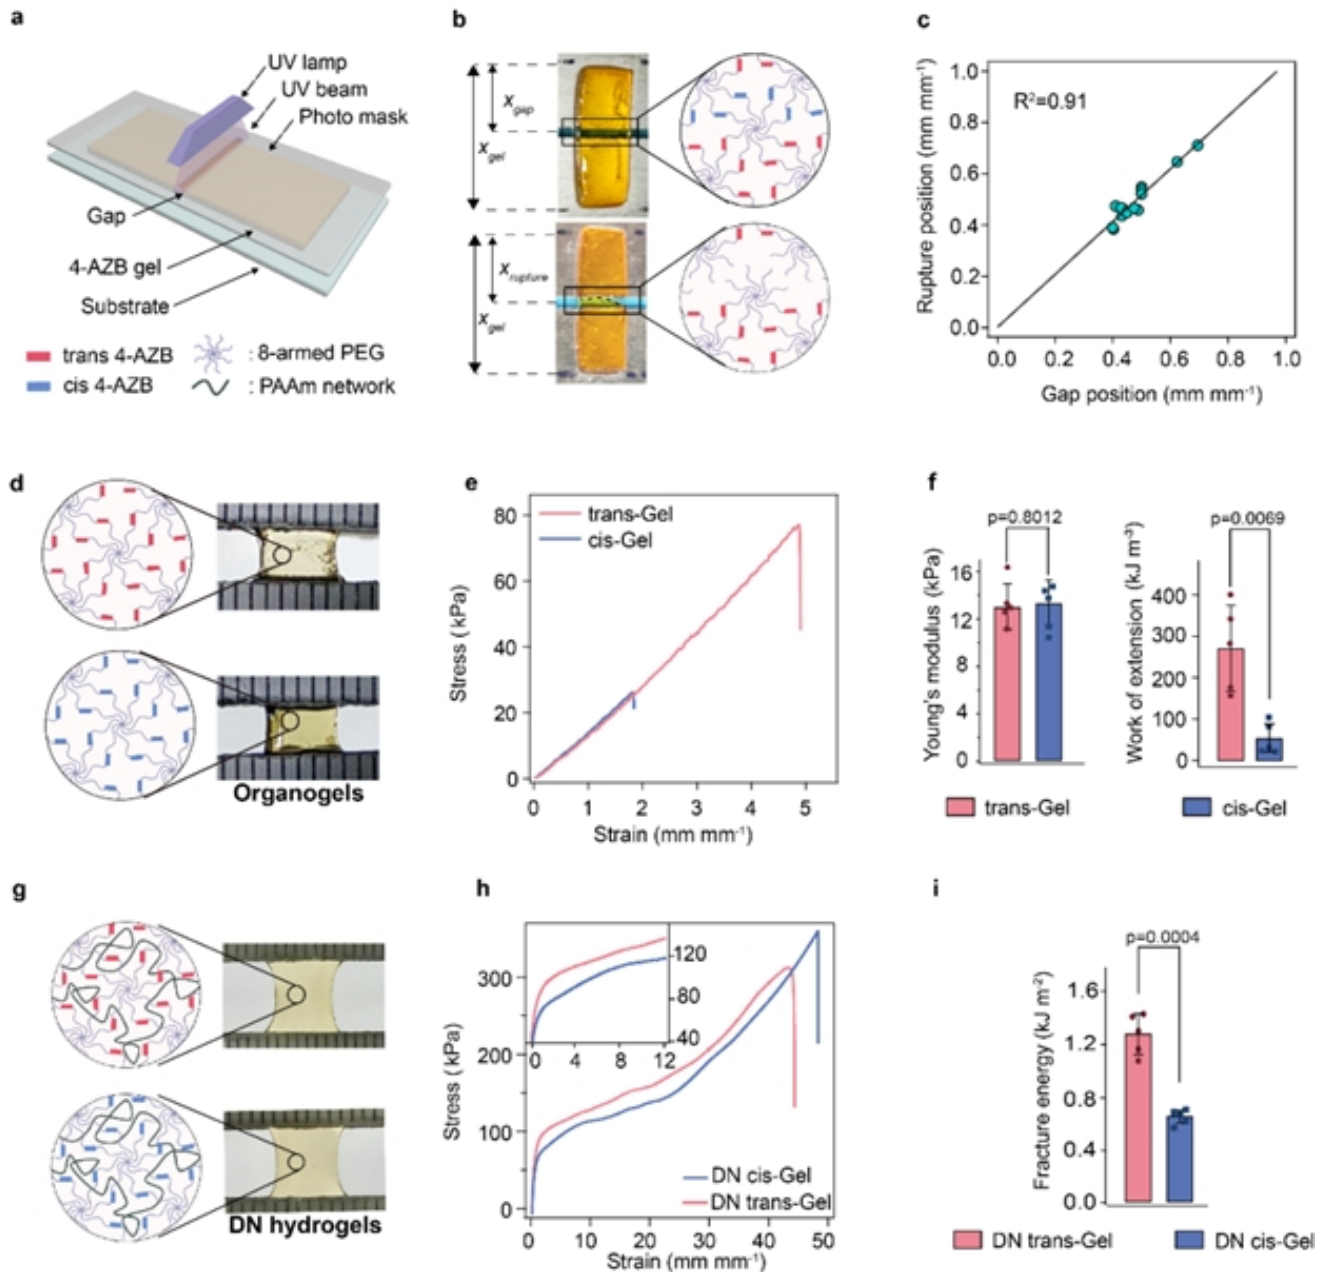 a
UV lamp
UV beam
Photo mask
Gap
4-AZB gel
Substrate
trans 4-AZB
: 8-armed PEG
cis 4-AZB
: PAAm network
b
Xgap
Xgel
Xrupture
Xgel
c
R²=0.91
Rupture position (mm mm⁻¹)
1.0
0.8
0.6
0.4
0.2
0.0
0.0 0.2 0.4 0.6 0.8 1.0
Gap position (mm mm⁻¹)
d
Organogels
e
trans-Gel
cis-Gel
Stress ( kPa)
80
60
40
20
0
0 1 2 3 4 5
Strain (mm mm⁻¹)
f
p=0.8012
Young's modulus (kPa)
16
12
8
4
0
p=0.0069
Work of extension (kJ m⁻³)
400
300
200
100
0
trans-Gel
cis-Gel
g
DN hydrogels
h
120
80
40
0 4 8 12
Stress ( kPa)
300
200
100
0
DN cis-Gel
DN trans-Gel
0 10 20 30 40 50
Strain (mm mm⁻¹)
i
p=0.0004
Fracture energy (kJ m⁻²)
1.6
1.2
0.8
0.4
0.0
DN trans-Gel
DN cis-Gel